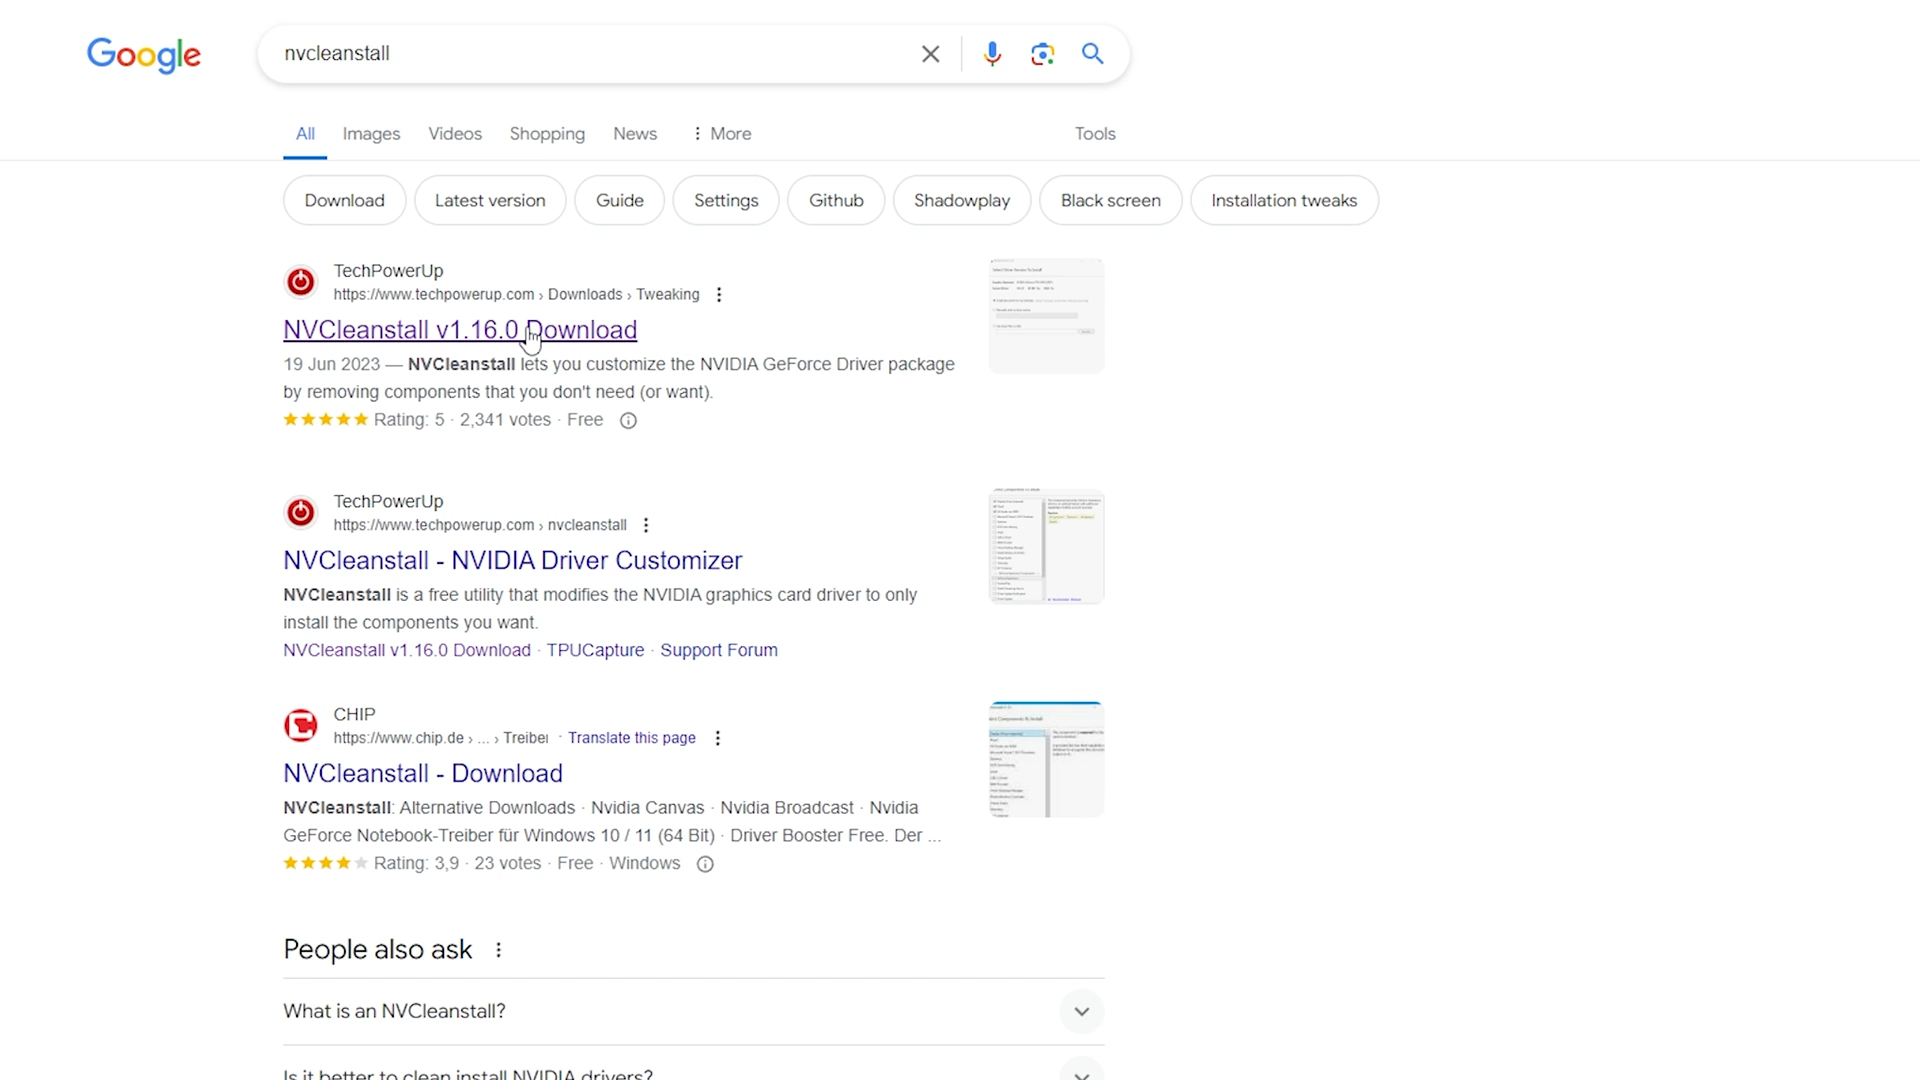 Google
nvcleanstall
All Images Videos Shopping News More Tools
Download Latest version Guide Settings Github Shadowplay Black screen Installation tweaks
TechPowerUp
https://www.techpowerup.com › Downloads › Tweaking
NVCleanstall v1.16.0 Download
19 Jun 2023 — NVCleanstall lets you customize the NVIDIA GeForce Driver package
by removing components that you don't need (or want).
Rating: 5 · 2,341 votes · Free
TechPowerUp
https://www.techpowerup.com › nvcleanstall
NVCleanstall - NVIDIA Driver Customizer
NVCleanstall is a free utility that modifies the NVIDIA graphics card driver to only
install the components you want.
NVCleanstall v1.16.0 Download · TPUCapture · Support Forum
CHIP
https://www.chip.de › ... › Treiber · Translate this page
NVCleanstall - Download
NVCleanstall: Alternative Downloads · Nvidia Canvas · Nvidia Broadcast · Nvidia
GeForce Notebook-Treiber für Windows 10 / 11 (64 Bit) · Driver Booster Free. Der ...
Rating: 3,9 · 23 votes · Free · Windows
People also ask
What is an NVCleanstall?
Is it better to clean install NVIDIA drivers?